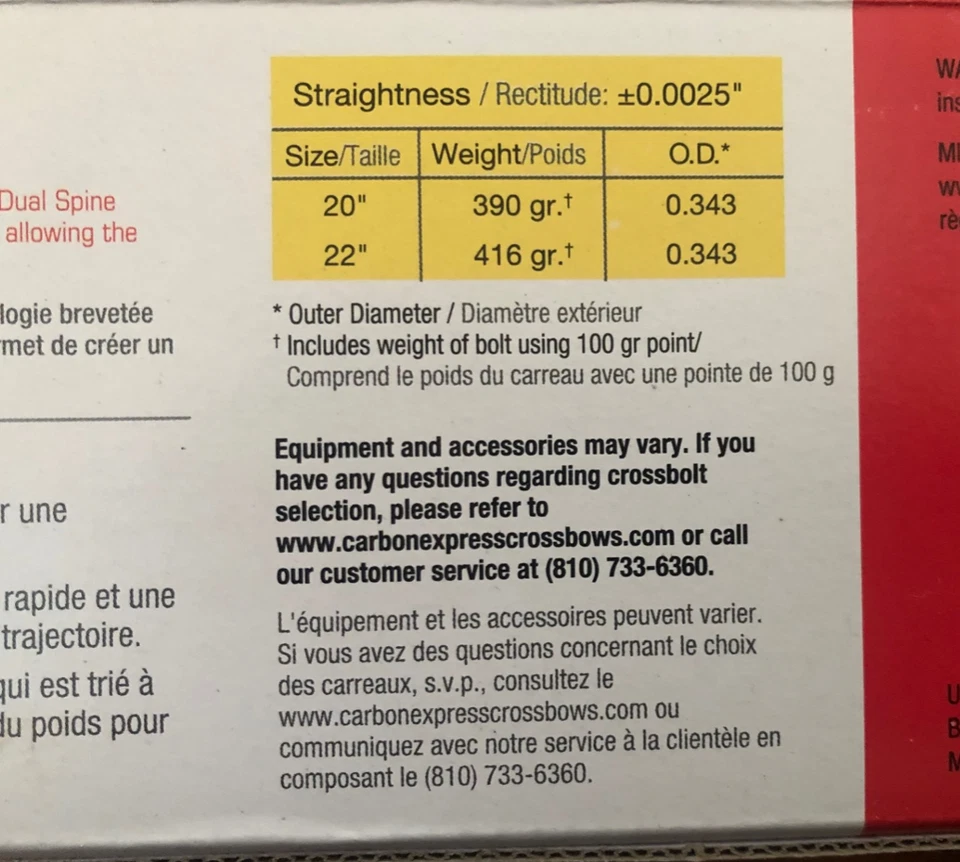 Dual Spine
allowing the
logie brevetée
met de créer un
r une
rapide et une
trajectoire.
qui est trié à
du poids pour
Straightness / Rectitude: ±0.0025"
Size/Taille Weight/Poids O.D.*
20" 390 gr.† 0.343
22" 416 gr.† 0.343
* Outer Diameter / Diamètre extérieur
† Includes weight of bolt using 100 gr point/
Comprend le poids du carreau avec une pointe de 100 g
Equipment and accessories may vary. If you
have any questions regarding crossbolt
selection, please refer to
www.carbonexpresscrossbows.com or call
our customer service at (810) 733-6360.
L'équipement et les accessoires peuvent varier.
Si vous avez des questions concernant le choix
des carreaux, s.v.p., consultez le
www.carbonexpresscrossbows.com ou
communiquez avec notre service à la clientèle en
composant le (810) 733-6360.
WA
ins
rè
U
B
M